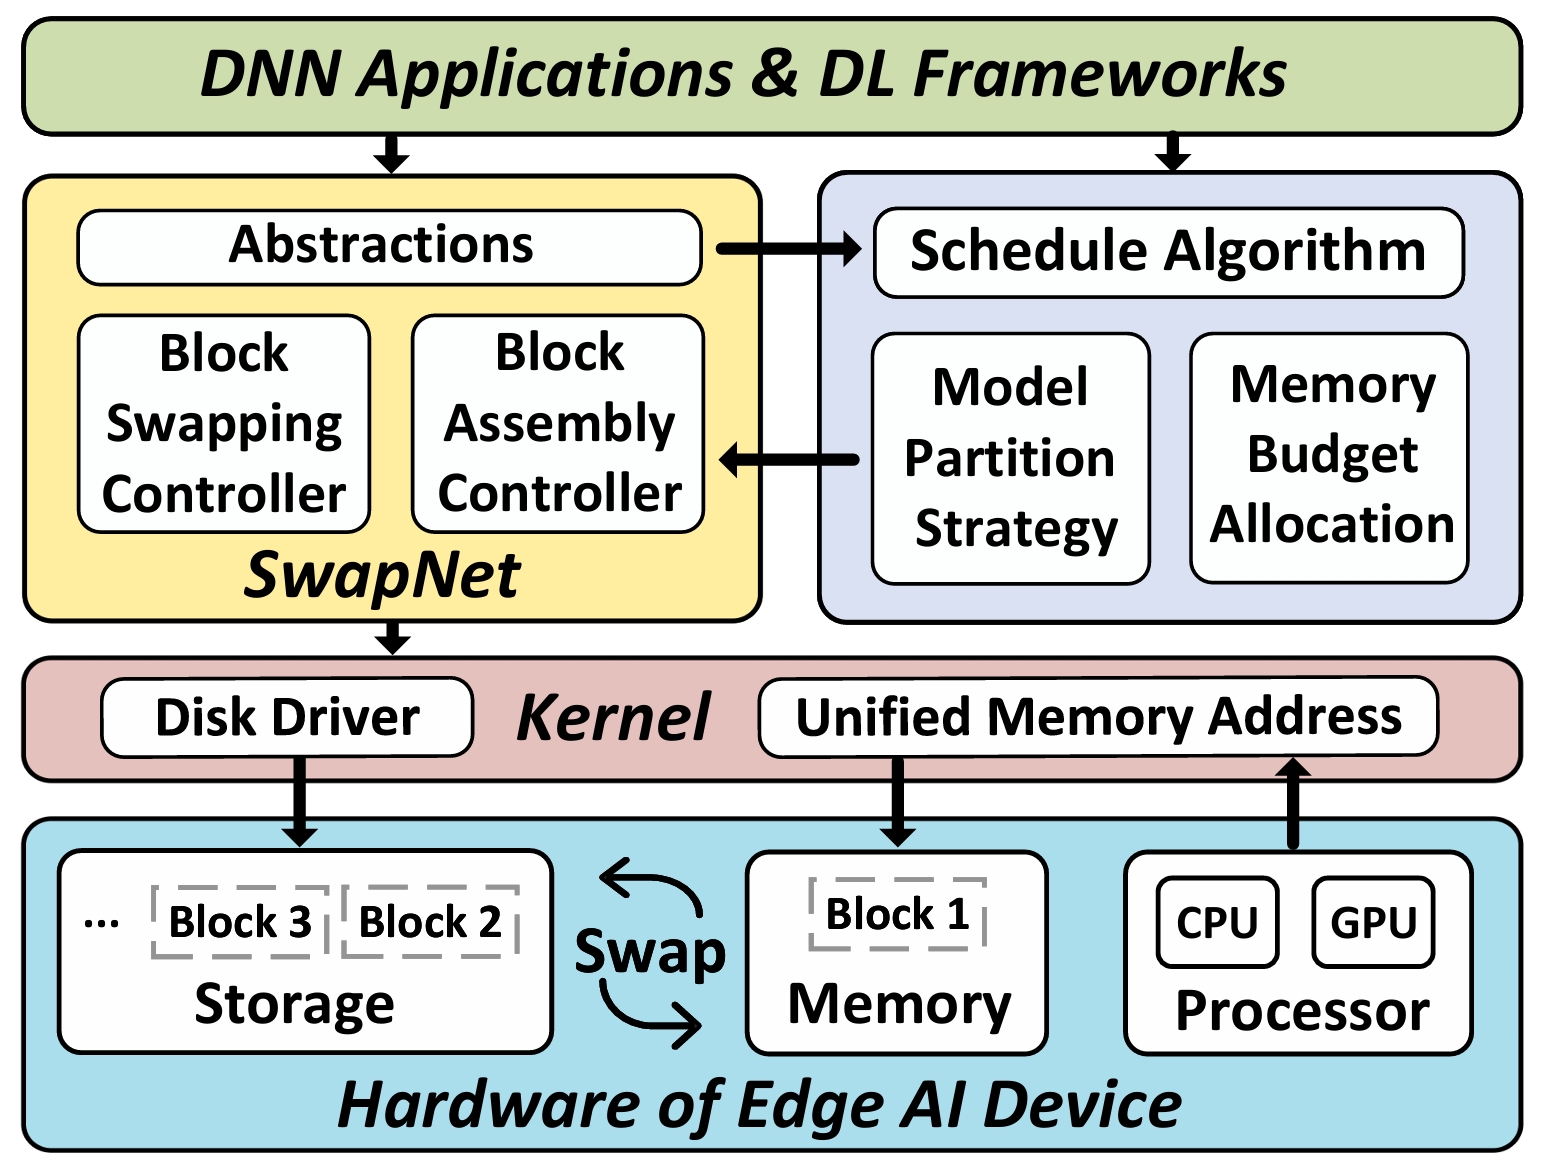 DNN Applications & DL Frameworks
Abstractions
Block
Swapping
Controller
Block
Assembly
Controller
SwapNet
Schedule Algorithm
Model
Partition
Strategy
Memory
Budget
Allocation
Disk Driver
Kernel
Unified Memory Address
... Block 3 Block 2
Storage
Swap
Block 1
Memory
CPU GPU
Processor
Hardware of Edge AI Device